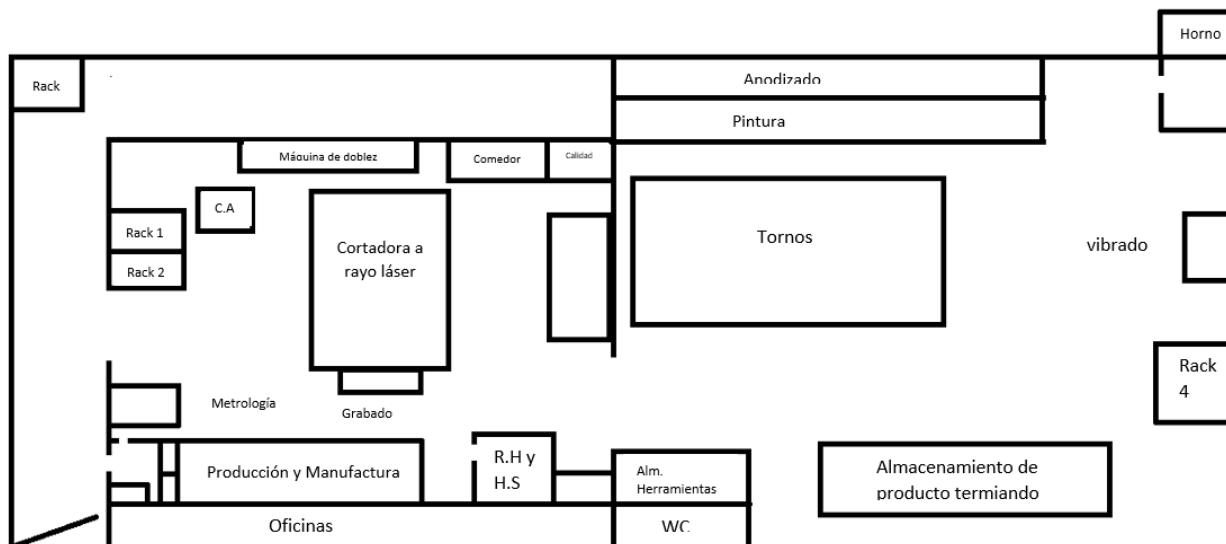 Horno
Rack
Anodizado
Pintura
Máquina de doblez
Comedor
Calidad
C.A
Rack 1
Rack 2
Cortadora a
rayo láser
Tornos
vibrado
Rack
4
Metrología
Grabado
Producción y Manufactura
R.H y
H.S
Alm.
Herramientas
Almacenamiento de
producto termiando
Oficinas
WC